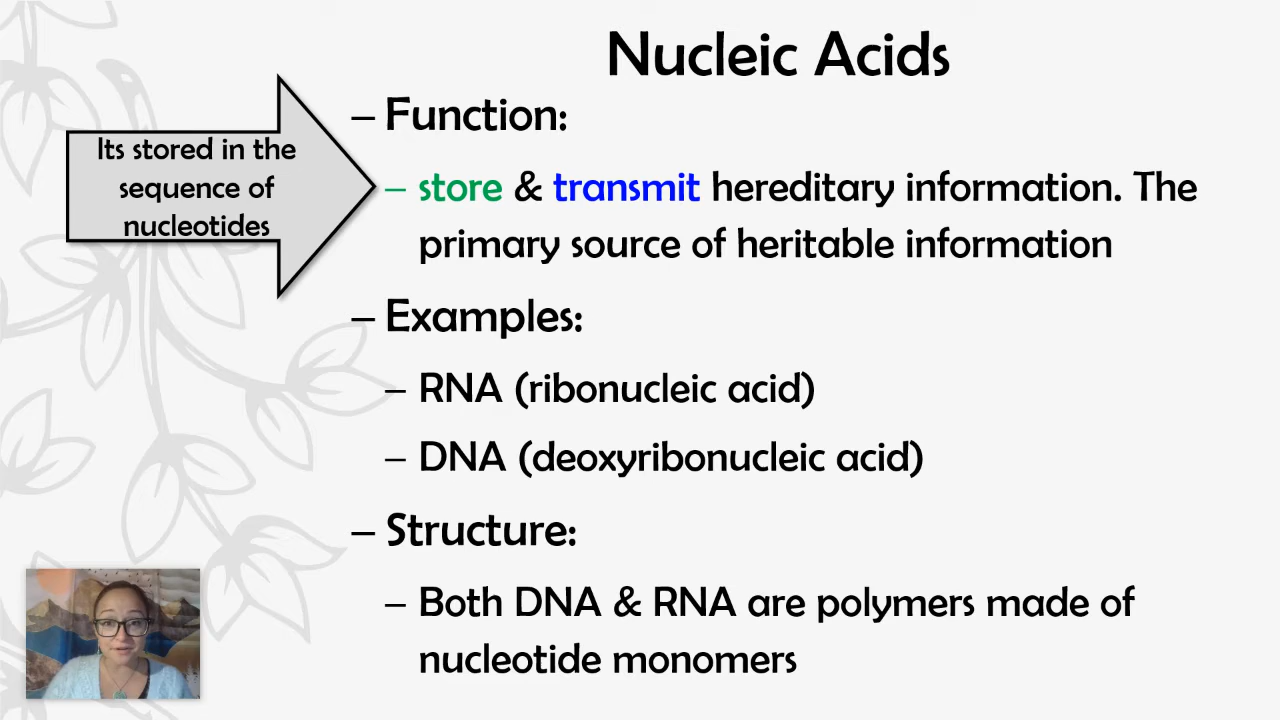 Nucleic Acids
– Function:
Its stored in the
sequence of
nucleotides
– store & transmit hereditary information. The
primary source of heritable information
– Examples:
– RNA (ribonucleic acid)
– DNA (deoxyribonucleic acid)
– Structure:
– Both DNA & RNA are polymers made of
nucleotide monomers